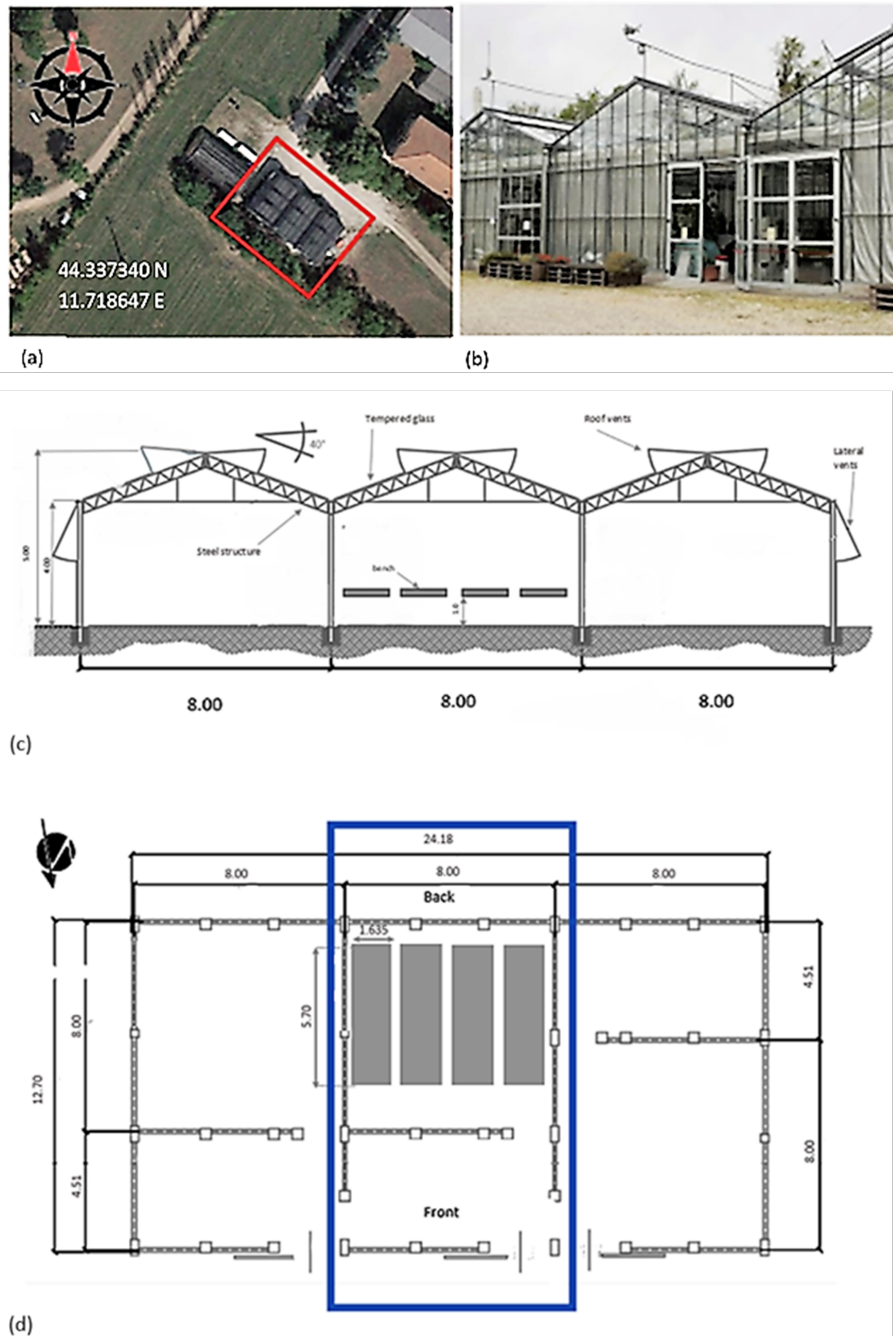 44.337340 N
11.718647 E
(a)
(b)
Tempered glass
Roof vents
40°
Lateral
vents
5.00
4.00
Steel structure
bench
1.0
8.00
8.00
8.00
(c)
24.18
8.00
8.00
8.00
Back
1.635
4.51
5.70
8.00
12.70
8.00
4.51
Front
(d)